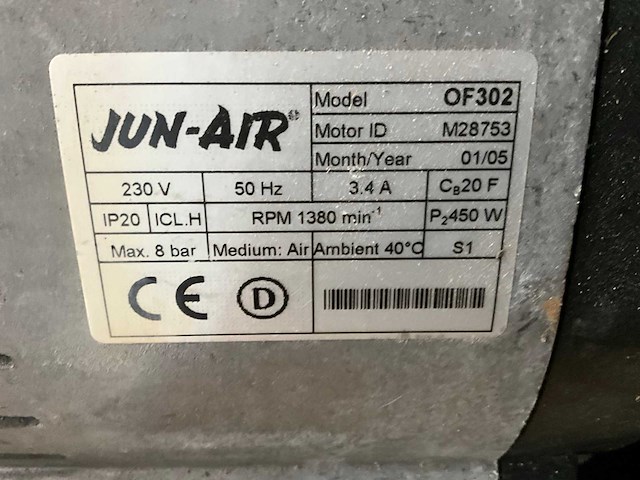 JUN-AIR®
Model OF302
Motor ID M28753
Month/Year 01/05
230 V 50 Hz 3.4 A CB20 F
IP20 ICL.H RPM 1380 min-1 P2450 W
Max. 8 bar Medium: Air Ambient 40°C S1
CE D